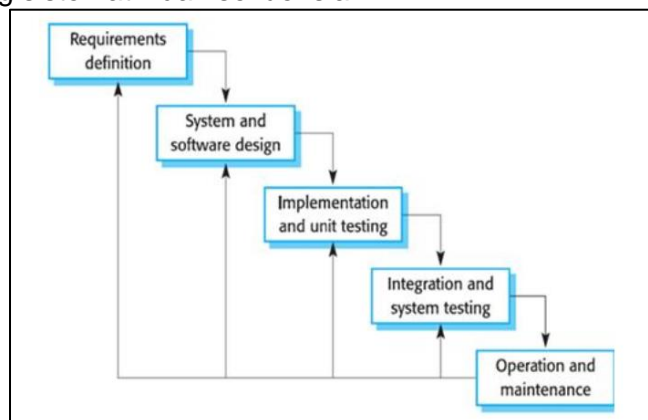 Requirements
definition
System and
software design
Implementation
and unit testing
Integration and
system testing
Operation and
maintenance